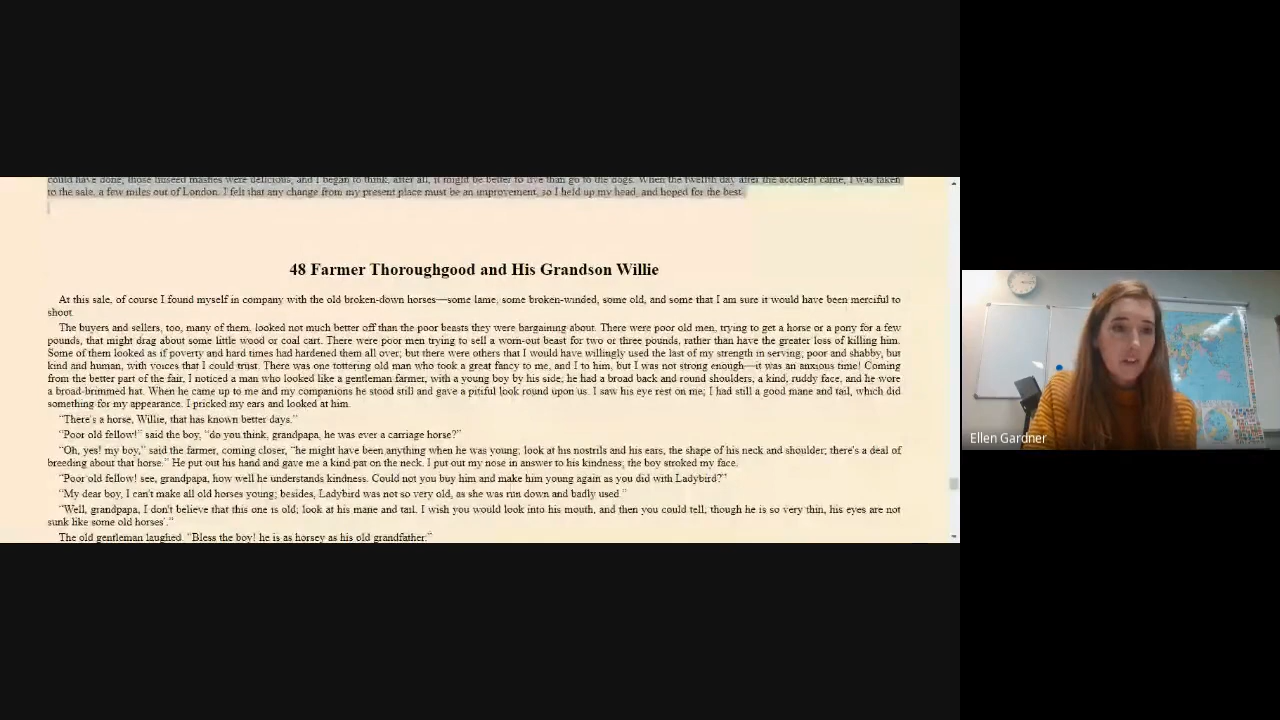 could have done; those linseed mashes were delicious, and I began to think, after all, it might be better to live than go to the dogs. When the twelfth day after the accident came, I was taken
to the sale, a few miles out of London. I felt that any change from my present place must be an improvement, so I held up my head, and hoped for the best.
48 Farmer Thoroughgood and His Grandson Willie
At this sale, of course I found myself in company with the old broken-down horses—some lame, some broken-winded, some old, and some that I am sure it would have been merciful to
shoot.
The buyers and sellers, too, many of them, looked not much better off than the poor beasts they were bargaining about. There were poor old men, trying to get a horse or a pony for a few
pounds, that might drag about some little wood or coal cart. There were poor men trying to sell a worn-out beast for two or three pounds, rather than have the greater loss of killing him.
Some of them looked as if poverty and hard times had hardened them all over; but there were others that I would have willingly used the last of my strength in serving; poor and shabby, but
kind and human, with voices that I could trust. There was one tottering old man who took a great fancy to me, and I to him, but I was not strong enough—it was an anxious time! Coming
from the better part of the fair, I noticed a man who looked like a gentleman farmer, with a young boy by his side; he had a broad back and round shoulders, a kind, ruddy face, and he wore
a broad-brimmed hat. When he came up to me and my companions he stood still and gave a pitiful look round upon us. I saw his eye rest on me; I had still a good mane and tail, which did
something for my appearance. I pricked my ears and looked at him.
“There's a horse, Willie, that has known better days.”
“Poor old fellow!” said the boy, “do you think, grandpapa, he was ever a carriage horse?”
“Oh, yes! my boy,” said the farmer, coming closer, “he might have been anything when he was young; look at his nostrils and his ears, the shape of his neck and shoulder; there's a deal of
breeding about that horse.” He put out his hand and gave me a kind pat on the neck. I put out my nose in answer to his kindness; the boy stroked my face.
“Poor old fellow! see, grandpapa, how well he understands kindness. Could not you buy him and make him young again as you did with Ladybird?”
“My dear boy, I can't make all old horses young; besides, Ladybird was not so very old, as she was run down and badly used.”
“Well, grandpapa, I don't believe that this one is old; look at his mane and tail. I wish you would look into his mouth, and then you could tell; though he is so very thin, his eyes are not
sunk like some old horses'.”
The old gentleman laughed. “Bless the boy! he is as horsey as his old grandfather.”
Ellen Gardner